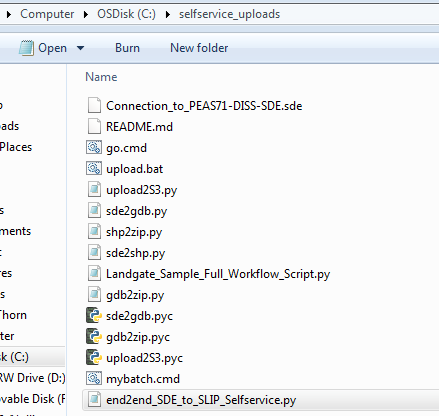 Computer OSDisk (C:) selfservice_uploads
Open Burn New folder
Name
Connection_to_PEAS71-DISS-SDE.sde
README.md
go.cmd
upload.bat
upload2S3.py
sde2gdb.py
shp2zip.py
sde2shp.py
Landgate_Sample_Full_Workflow_Script.py
gdb2zip.py
sde2gdb.pyc
gdb2zip.pyc
upload2S3.pyc
mybatch.cmd
end2end_SDE_to_SLIP_Selfservice.py
oads
Places
ments
res
Thorn
ter
sk (C:)
RW Drive (D:)
ovable Disk (F